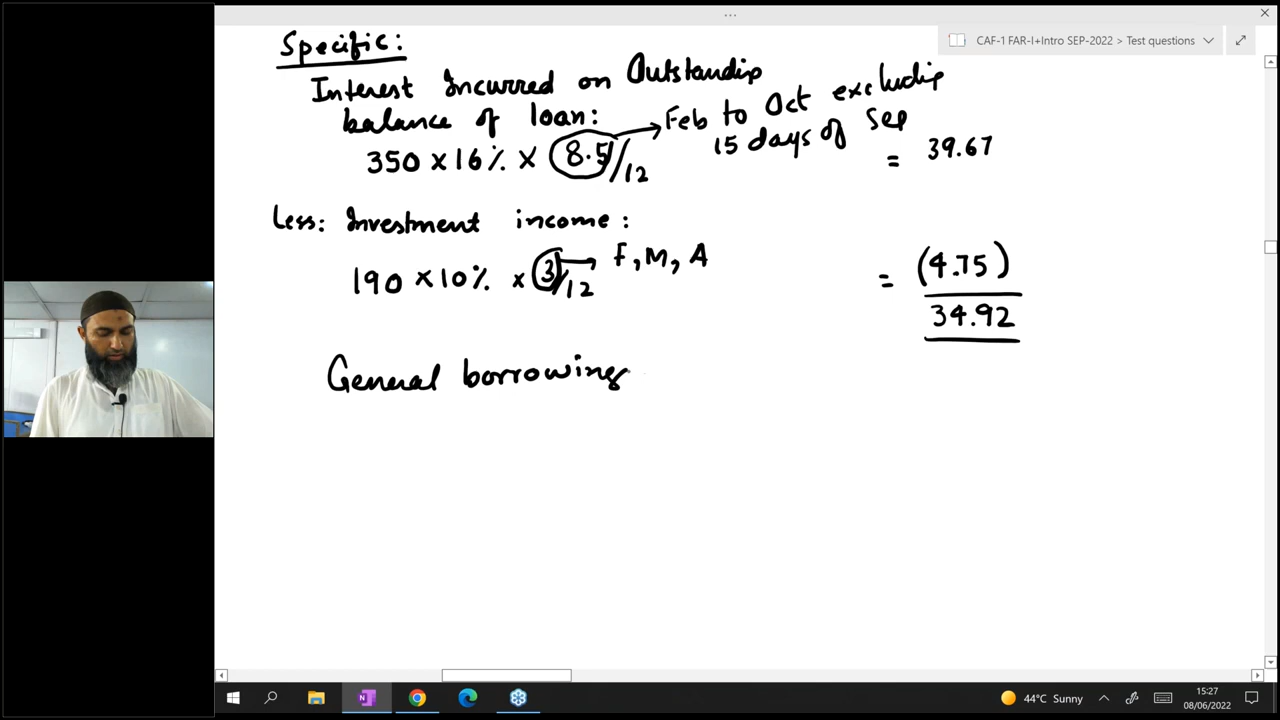 CAF-1 FAR-I+Intro SEP-2022 > Test questions
Specific:
Interest Incurred on Outstanding
balance of loan:
Feb to Oct excluding
15 days of Sep
350 × 16% × 8.5/12
= 39.67
Less: Investment income:
190 × 10% × 3/12
F, M, A
= (4.75)
34.92
General borrowings
44°C Sunny
15:27
08/06/2022